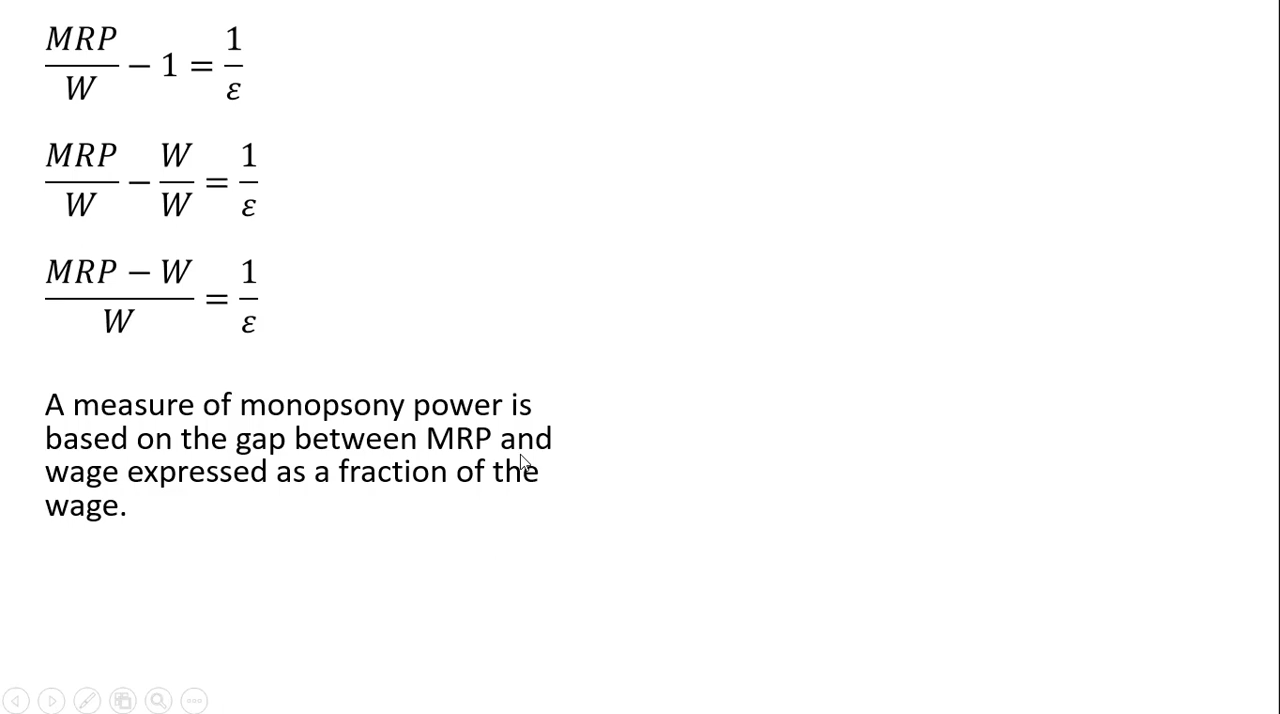 MRP/W − 1 = 1/ε
MRP/W − W/W = 1/ε
(MRP − W)/W = 1/ε
A measure of monopsony power is
based on the gap between MRP and
wage expressed as a fraction of the
wage.